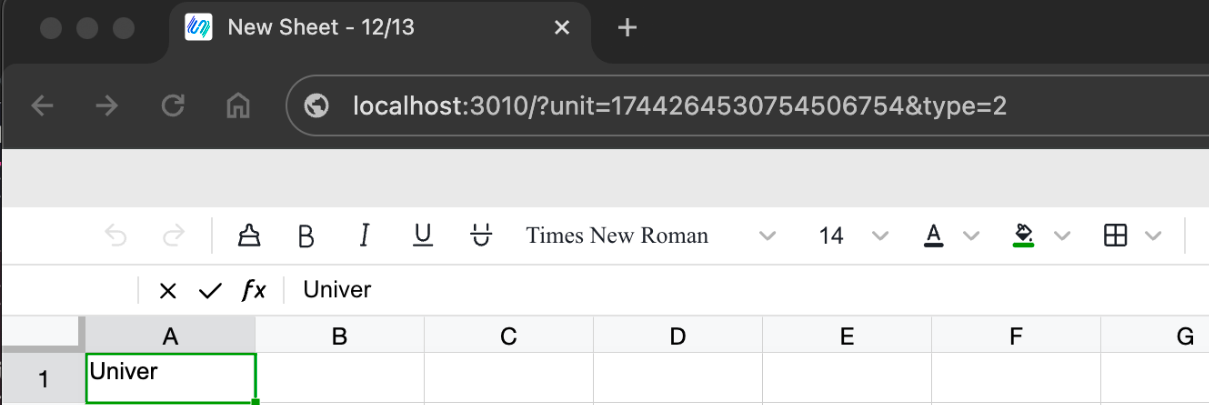 New Sheet - 12/13
localhost:3010/?unit=1744264530754506754&type=2
B I U S Times New Roman 14 A
fx Univer
A B C D E F G
1 Univer